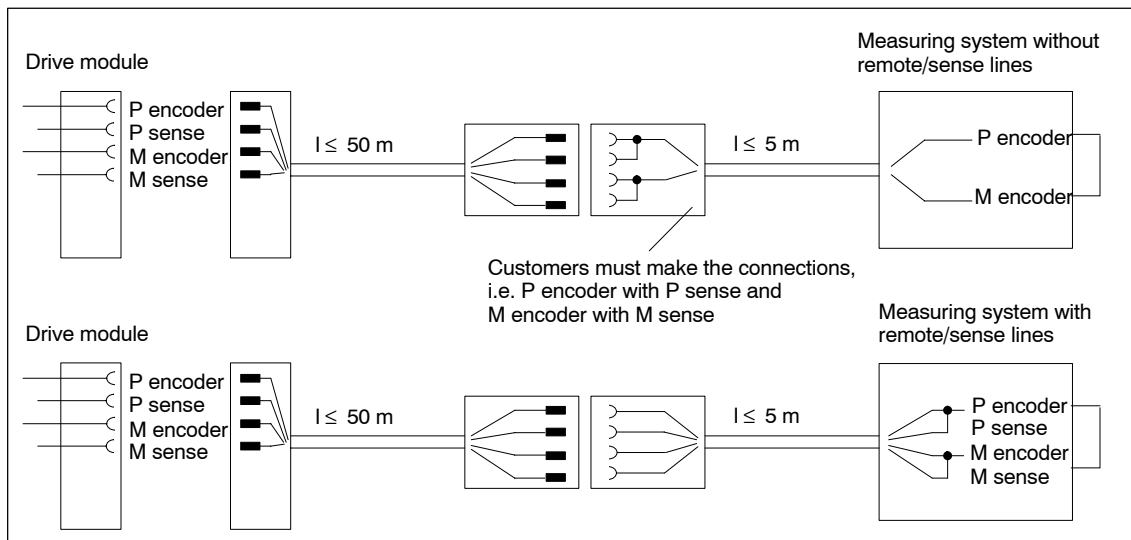 Measuring system without
remote/sense lines
Drive module
P encoder
P sense
M encoder
M sense
l ≤ 50 m
l ≤ 5 m
P encoder
M encoder
Customers must make the connections,
i.e. P encoder with P sense and
M encoder with M sense
Measuring system with
remote/sense lines
Drive module
P encoder
P sense
M encoder
M sense
l ≤ 50 m
l ≤ 5 m
P encoder
P sense
M encoder
M sense